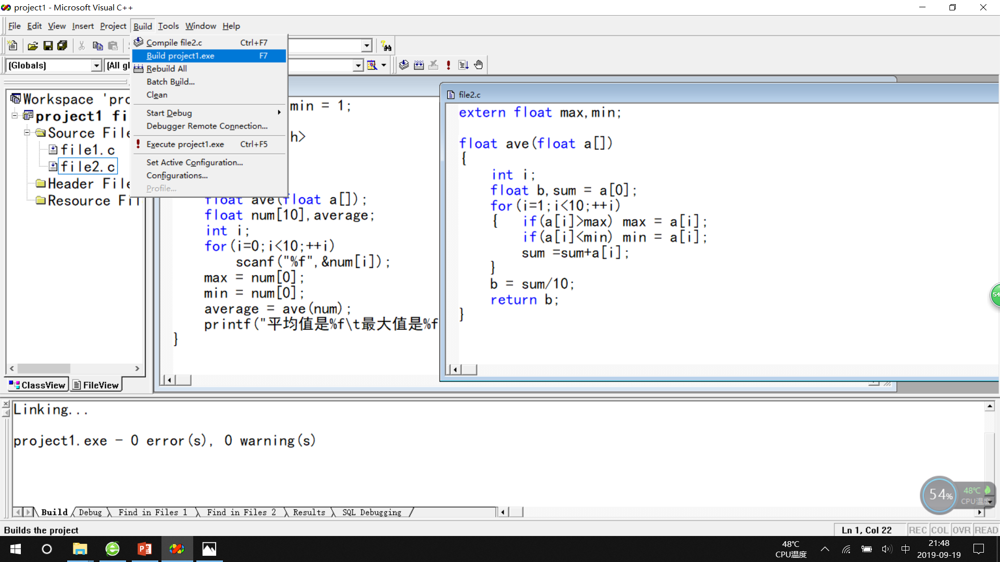 project1 - Microsoft Visual C++
File Edit View Insert Project Build Tools Window Help
Compile file2.c Ctrl+F7
Build project1.exe F7
Rebuild All
Batch Build...
Clean
Start Debug
Debugger Remote Connection...
Execute project1.exe Ctrl+F5
Set Active Configuration...
Configurations...
Profile...
(Globals) (All gl
Workspace 'pro
project1 fi
Source File
file1.c
file2.c
Header File
Resource Fil
ClassView FileView
min = 1;
h>
float ave(float a[]);
float num[10],average;
int i;
for(i=0;i<10;++i)
scanf("%f",&num[i]);
max = num[0];
min = num[0];
average = ave(num);
printf("平均值是%f\t最大值是%f
}
file2.c
extern float max,min;
float ave(float a[])
{
int i;
float b,sum = a[0];
for(i=1;i<10;++i)
{ if(a[i]>max) max = a[i];
if(a[i]<min) min = a[i];
sum =sum+a[i];
}
b = sum/10;
return b;
}
54
Linking...
project1.exe - 0 error(s), 0 warning(s)
54% 48℃
CPU温度
Build Debug Find in Files 1 Find in Files 2 Results SQL Debugging
Builds the project
Ln 1, Col 22 REC COL OVR READ
48℃
CPU温度
中
21:48
2019-09-19